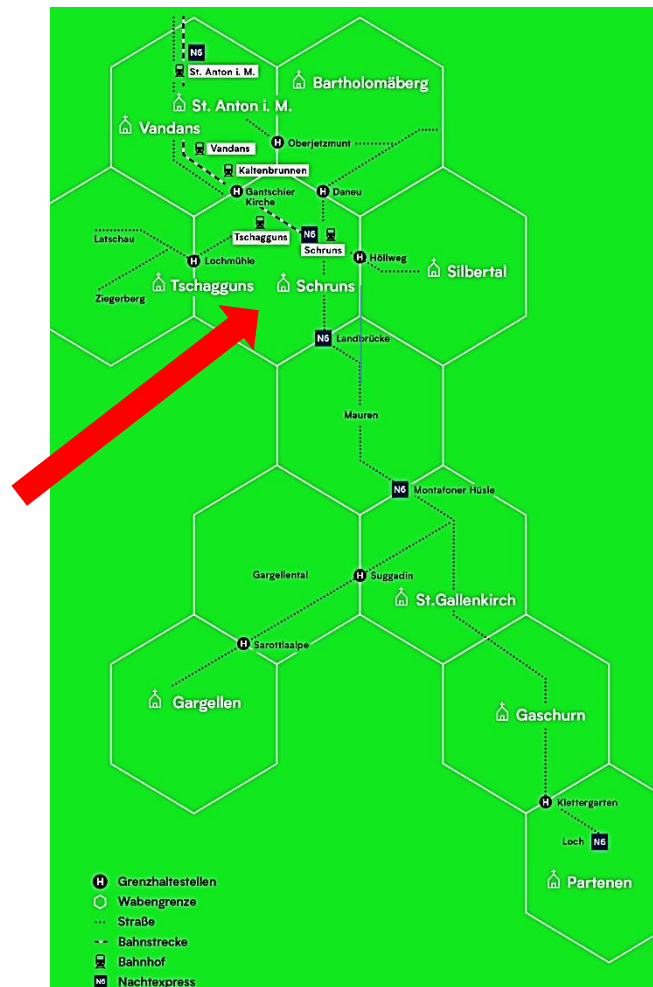 N6
St. Anton i. M.
Bartholomäberg
St. Anton i. M.
Vandans
Oberjetzmunt
Vandans
Kaltenbrunnen
H Gantschier
Kirche
H Daneu
Tschagguns
N6
Schruns
Latschau
H Lochmühle
H Höllweg
Silbertal
Tschagguns
Schruns
Ziegerberg
N6 Landbrücke
Mauren
N6 Montafoner Hüsle
Gargellental
H Suggadin
St.Gallenkirch
H Sarottlaalpe
Gargellen
Gaschurn
H Klettergarten
Loch N6
Partenen
H Grenzhaltestellen
Wabengrenze
Straße
Bahnstrecke
Bahnhof
N6 Nachtexpress